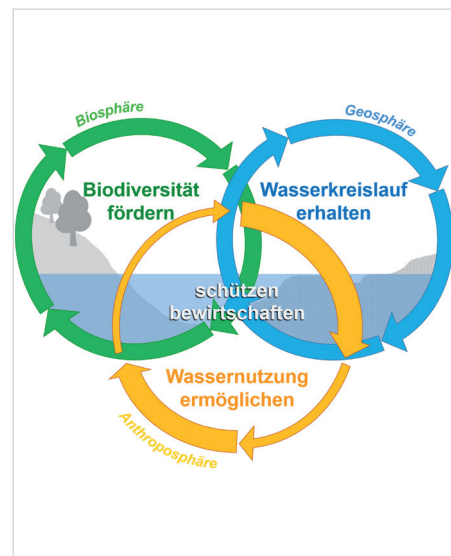 Biosphäre
Geosphäre
Biodiversität
fördern
Wasserkreislauf
erhalten
schützen
bewirtschaften
Wassernutzung
ermöglichen
Anthroposphäre